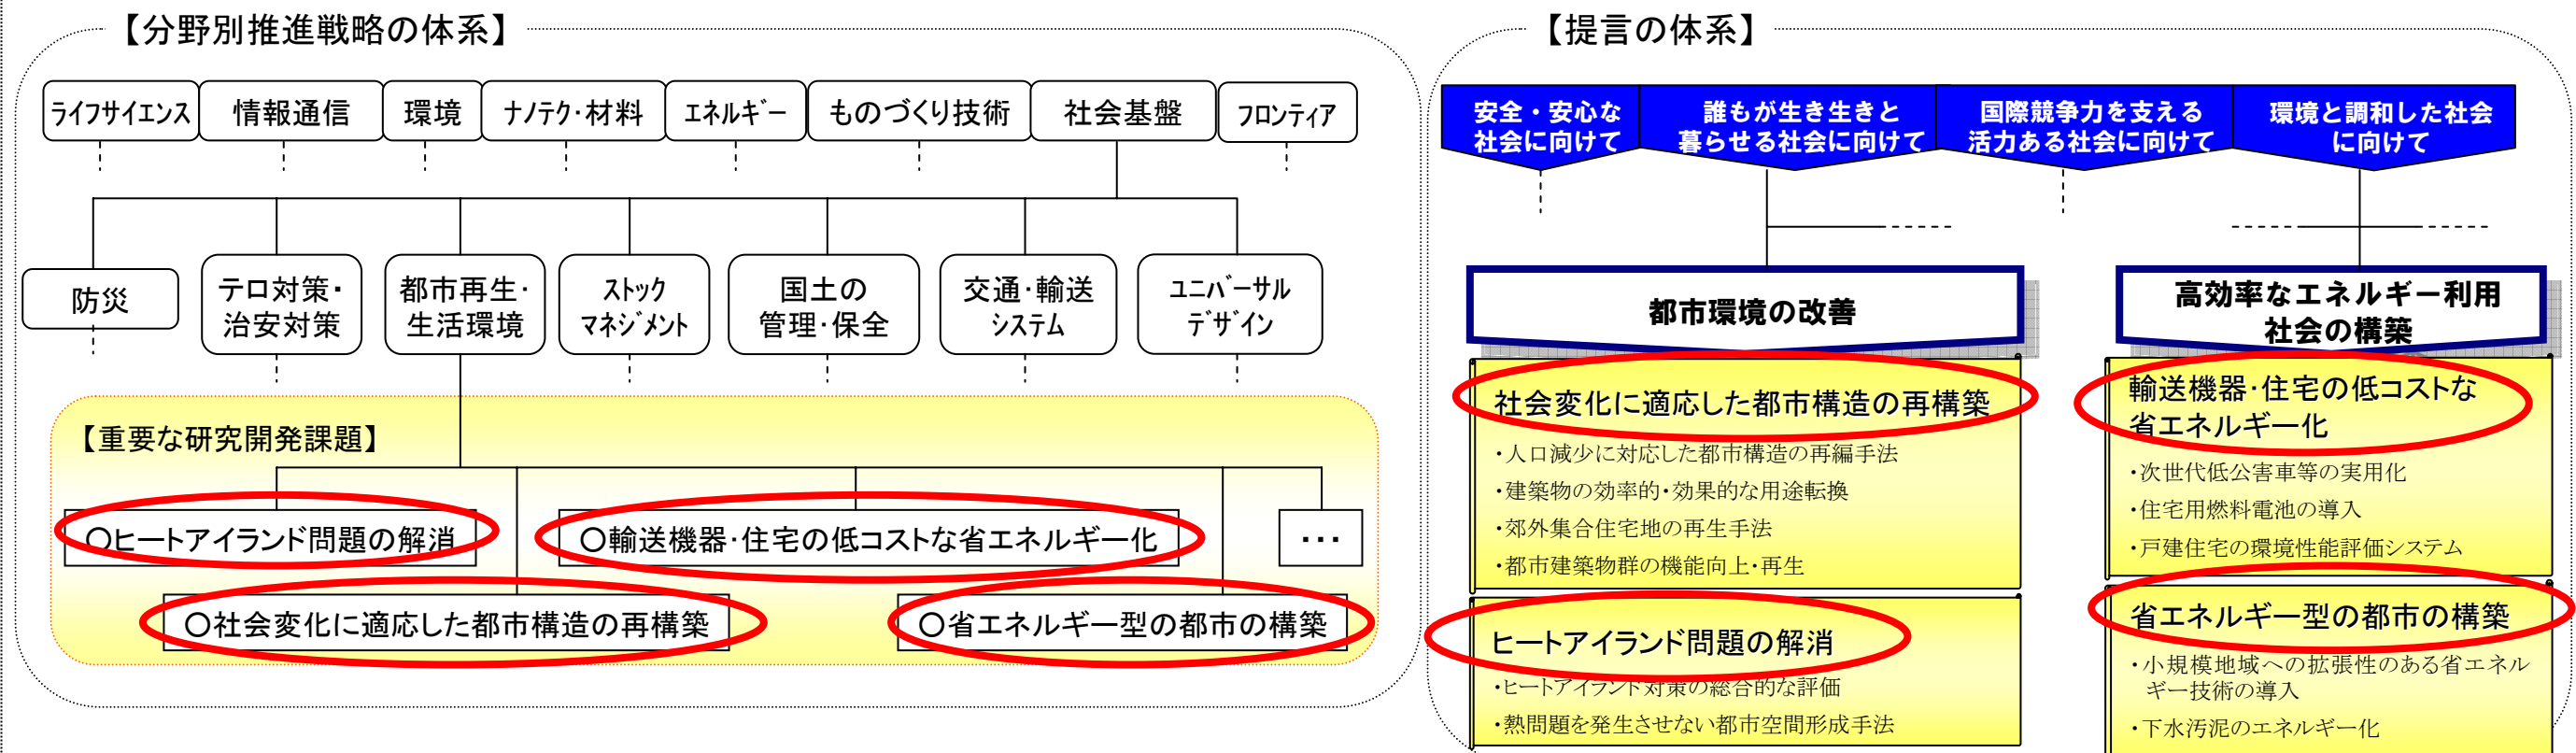 【分野別推進戦略の体系】
ライフサイエンス
情報通信
環境
ナノテク・材料
エネルギー
ものづくり技術
社会基盤
フロンティア
防災
テロ対策・
治安対策
都市再生・
生活環境
ストック
マネジメント
国土の
管理・保全
交通・輸送
システム
ユニバーサル
デザイン
【重要な研究開発課題】
○ヒートアイランド問題の解消
○輸送機器・住宅の低コストな省エネルギー化
・・・
○社会変化に適応した都市構造の再構築
○省エネルギー型の都市の構築
【提言の体系】
安全・安心な
社会に向けて
誰もが生き生きと
暮らせる社会に向けて
国際競争力を支える
活力ある社会に向けて
環境と調和した社会
に向けて
都市環境の改善
社会変化に適応した都市構造の再構築
・人口減少に対応した都市構造の再編手法
・建築物の効率的・効果的な用途転換
・郊外集合住宅地の再生手法
・都市建築物群の機能向上・再生
ヒートアイランド問題の解消
・ヒートアイランド対策の総合的な評価
・熱問題を発生させない都市空間形成手法
高効率なエネルギー利用
社会の構築
輸送機器・住宅の低コストな
省エネルギー化
・次世代低公害車等の実用化
・住宅用燃料電池の導入
・戸建住宅の環境性能評価システム
省エネルギー型の都市の構築
・小規模地域への拡張性のある省エネル
ギー技術の導入
・下水汚泥のエネルギー化